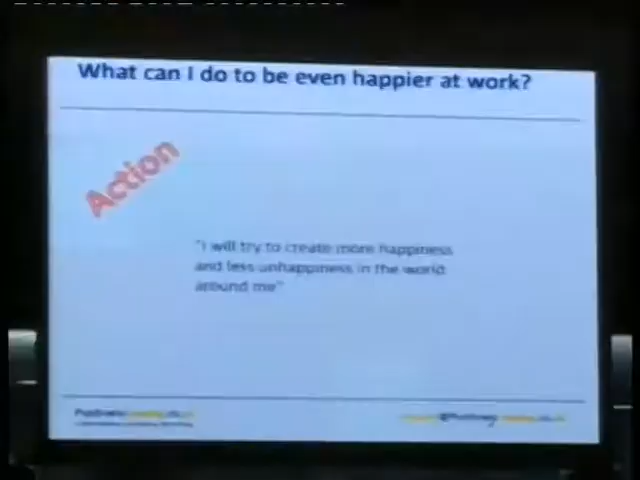 What can I do to be even happier at work?
Action
"I will try to create more happiness
and less unhappiness in the world
around me"